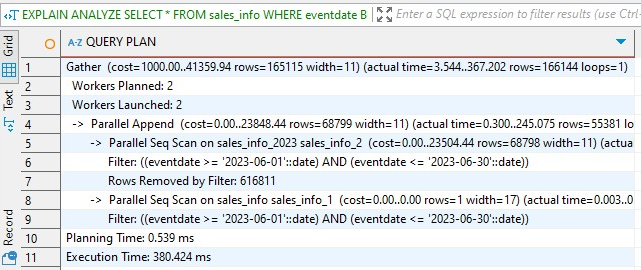 EXPLAIN ANALYZE SELECT * FROM sales_info WHERE eventdate B
Enter a SQL expression to filter results (use Ctrl-
Grid
Text
Record
A-Z QUERY PLAN
1 Gather (cost=1000.00..41359.94 rows=165115 width=11) (actual time=3.544..367.202 rows=166144 loops=1)
2 Workers Planned: 2
3 Workers Launched: 2
4 -> Parallel Append (cost=0.00..23848.44 rows=68799 width=11) (actual time=0.300..245.075 rows=55381 lo
5 -> Parallel Seq Scan on sales_info_2023 sales_info_2 (cost=0.00..23504.44 rows=68798 width=11) (actua
6 Filter: ((eventdate >= '2023-06-01'::date) AND (eventdate <= '2023-06-30'::date))
7 Rows Removed by Filter: 616811
8 -> Parallel Seq Scan on sales_info sales_info_1 (cost=0.00..0.00 rows=1 width=17) (actual time=0.003..0
9 Filter: ((eventdate >= '2023-06-01'::date) AND (eventdate <= '2023-06-30'::date))
10 Planning Time: 0.539 ms
11 Execution Time: 380.424 ms